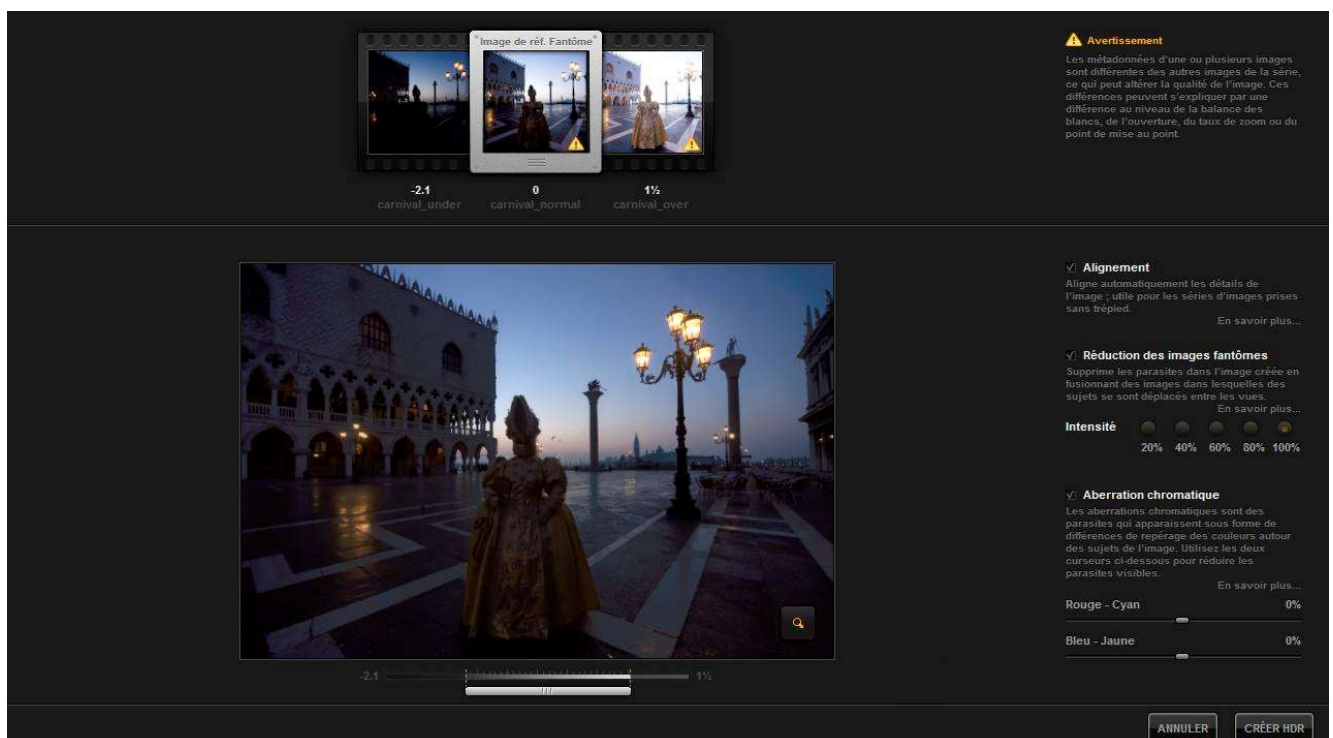 Image de réf. Fantôme
-2.1
0
1½
carnival_under
carnival_normal
carnival_over
Avertissement
Les métadonnées d'une ou plusieurs images
sont différentes des autres images de la série,
ce qui peut altérer la qualité de l'image. Ces
différences peuvent s'expliquer par une
différence au niveau de la balance des
blancs, de l'ouverture, du taux de zoom ou du
point de mise au point.
-2.1
1½
Alignement
Aligne automatiquement les détails de
l'image ; utile pour les séries d'images prises
sans trépied.
En savoir plus...
Réduction des images fantômes
Supprime les parasites dans l'image créée en
fusionnant des images dans lesquelles des
sujets se sont déplacés entre les vues.
En savoir plus...
Intensité
20% 40% 60% 80% 100%
Aberration chromatique
Les aberrations chromatiques sont des
parasites qui apparaissent sous forme de
différences de repérage des couleurs autour
des sujets de l'image. Utilisez les deux
curseurs ci-dessous pour réduire les
parasites visibles.
En savoir plus...
Rouge - Cyan 0%
Bleu - Jaune 0%
ANNULER
CRÉER HDR